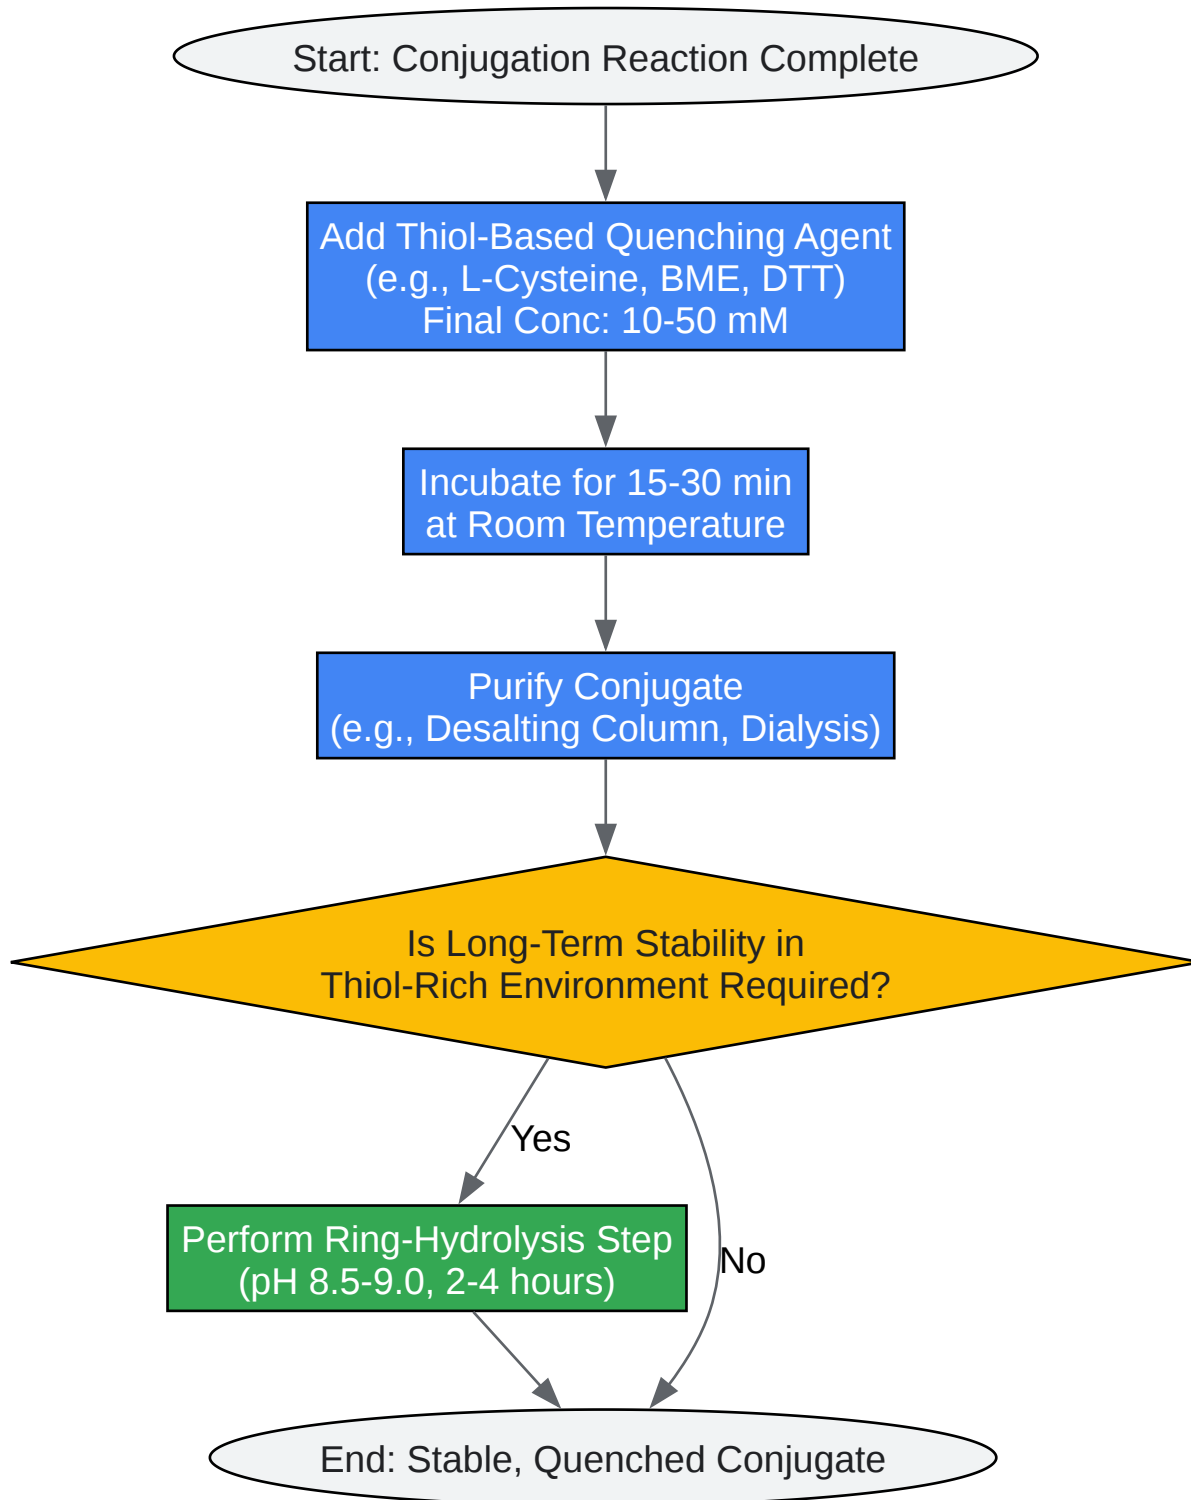 Start: Conjugation Reaction Complete
Add Thiol-Based Quenching Agent
(e.g., L-Cysteine, BME, DTT)
Final Conc: 10-50 mM
Incubate for 15-30 min
at Room Temperature
Purify Conjugate
(e.g., Desalting Column, Dialysis)
Is Long-Term Stability in
Thiol-Rich Environment Required?
Yes
Perform Ring-Hydrolysis Step
(pH 8.5-9.0, 2-4 hours)
No
End: Stable, Quenched Conjugate